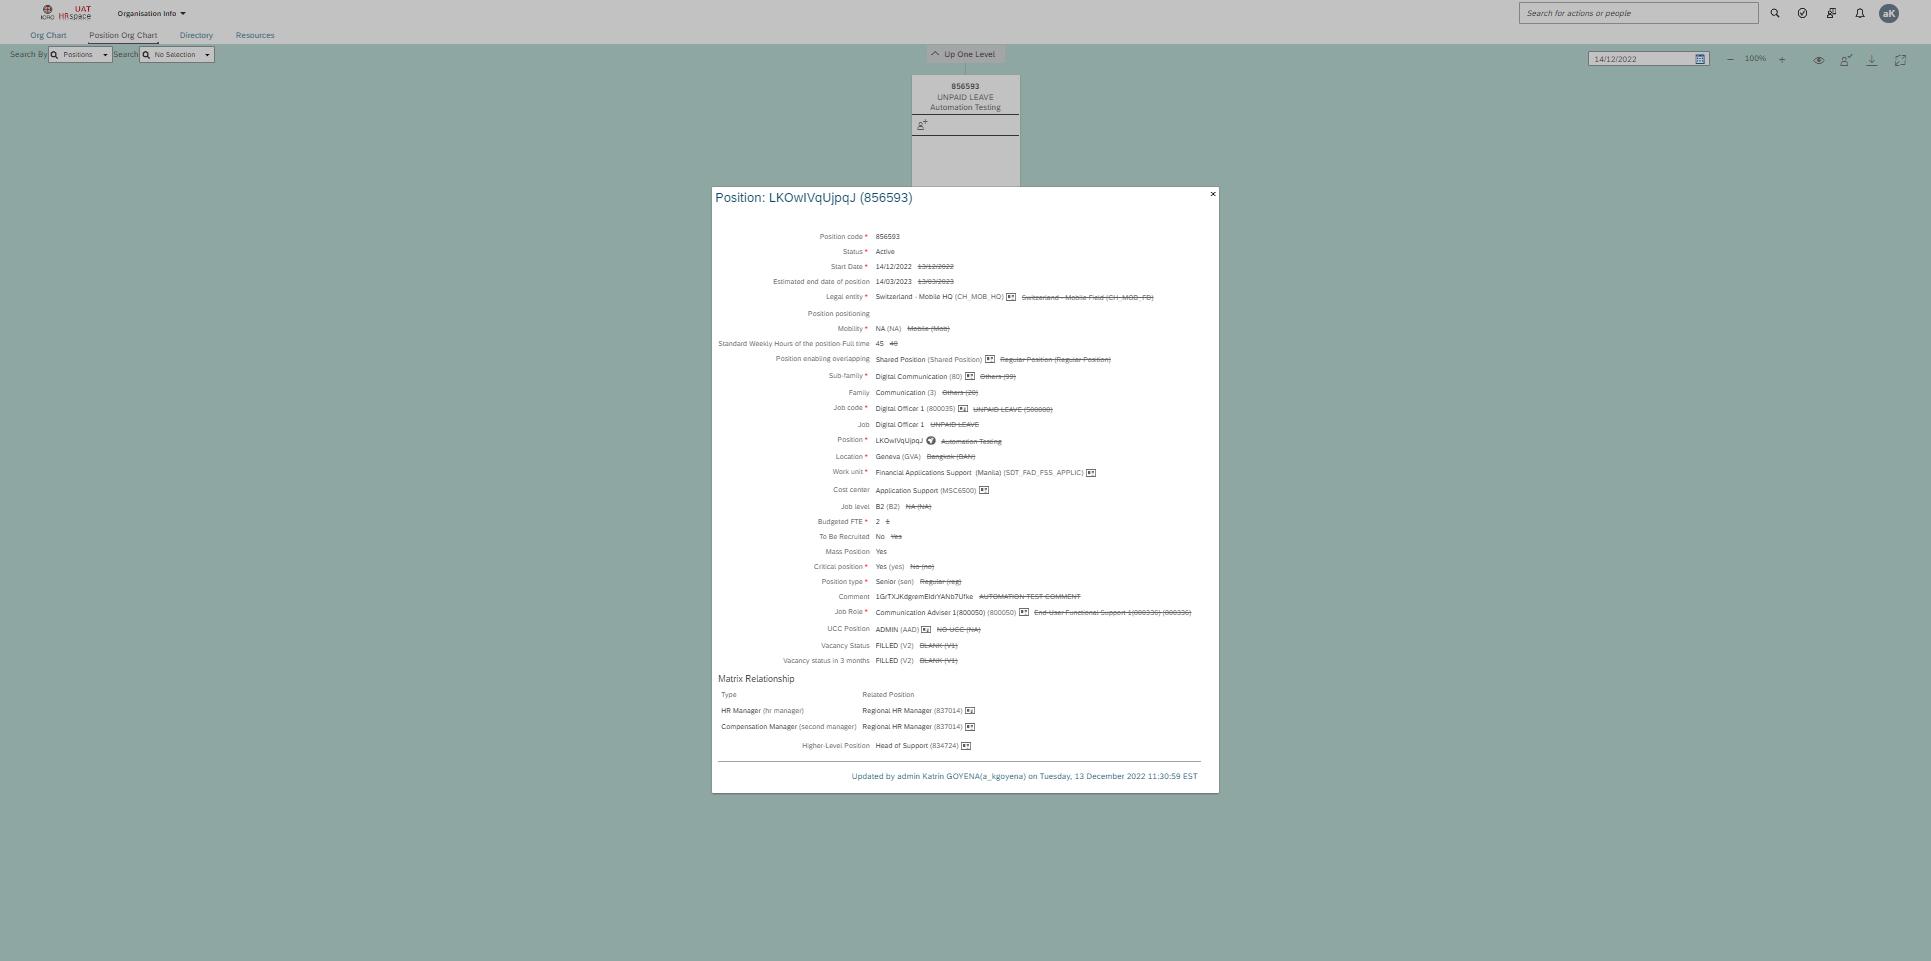 ICRC UAT HRspace Organisation Info Search for actions or people aK
Org Chart Position Org Chart Directory Resources
Search By Positions Search No Selection Up One Level 14/12/2022 100%
856593
UNPAID LEAVE
Automation Testing
Position: LKOwIVqUjpqJ (856593)
Position code* 856593
Status* Active
Start Date* 14/12/2022 13/12/2022
Estimated end date of position 14/03/2023 13/03/2023
Legal entity* Switzerland - Mobile HQ (CH_MOB_HQ) Switzerland - Mobile Field (CH_MOB_FD)
Position positioning
Mobility* NA (NA) Mobile (Mob)
Standard Weekly Hours of the position-Full time 45 40
Position enabling overlapping Shared Position (Shared Position) Regular Position (Regular Position)
Sub-family* Digital Communication (80) Others (99)
Family Communication (3) Others (20)
Job code* Digital Officer 1 (800035) UNPAID LEAVE (500000)
Job Digital Officer 1 UNPAID LEAVE
Position* LKOwIVqUjpqJ Automation Testing
Location* Geneva (GVA) Bangkok (BAN)
Work unit* Financial Applications Support (Manila) (SDT_FAD_FSS_APPLIC)
Cost center Application Support (MSC6500)
Job level B2 (B2) NA (NA)
Budgeted FTE* 2 1
To Be Recruited No Yes
Mass Position Yes
Critical position* Yes (yes) No (no)
Position type* Senior (sen) Regular (reg)
Comment AUTOMATION TEST COMMENT
Job Role* Communication Adviser 1(800050) (800050) End-User Functional Support 1(000336) (000336)
UCC Position ADMIN (AAD) NO UCC (NA)
Vacancy Status FILLED (V2) BLANK (V1)
Vacancy status in 3 months FILLED (V2) BLANK (V1)
Matrix Relationship
Type Related Position
HR Manager (hr manager) Regional HR Manager (837014)
Compensation Manager (second manager) Regional HR Manager (837014)
Higher-Level Position Head of Support (834724)
Updated by admin Katrin GOYENA(a_kgoyena) on Tuesday, 13 December 2022 11:30:59 EST